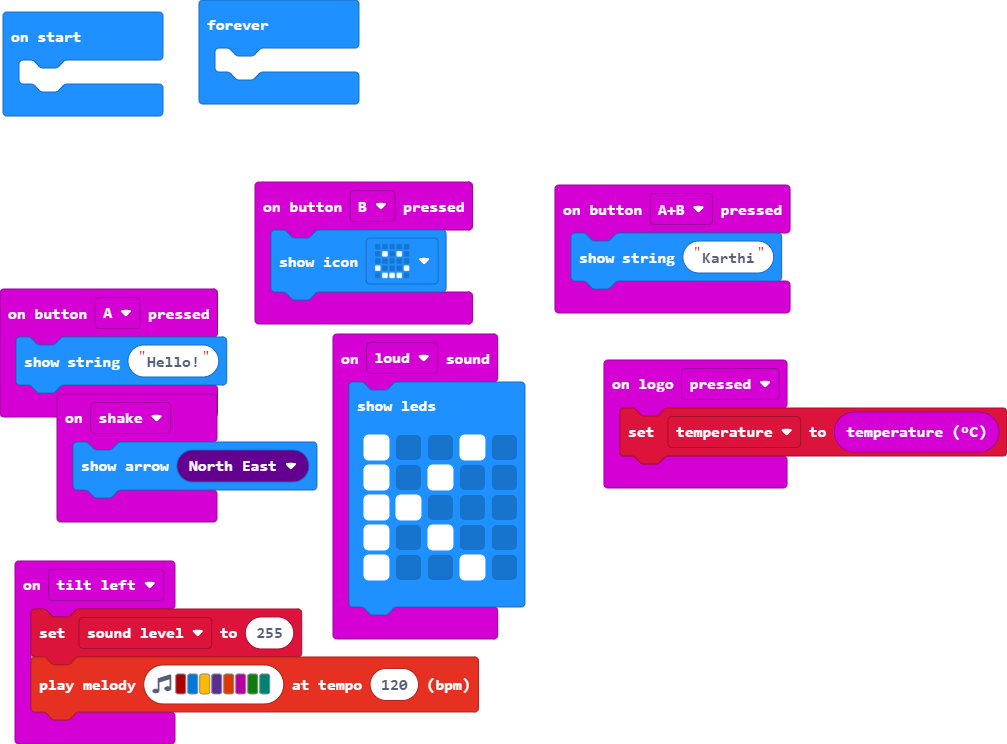 on start
forever
on button B pressed
show icon
on button A+B pressed
show string "Karthi"
on button A pressed
show string "Hello!"
on shake
show arrow North East
on loud sound
show leds
on logo pressed
set temperature to temperature (ºC)
on tilt left
set sound level to 255
play melody at tempo 120 (bpm)